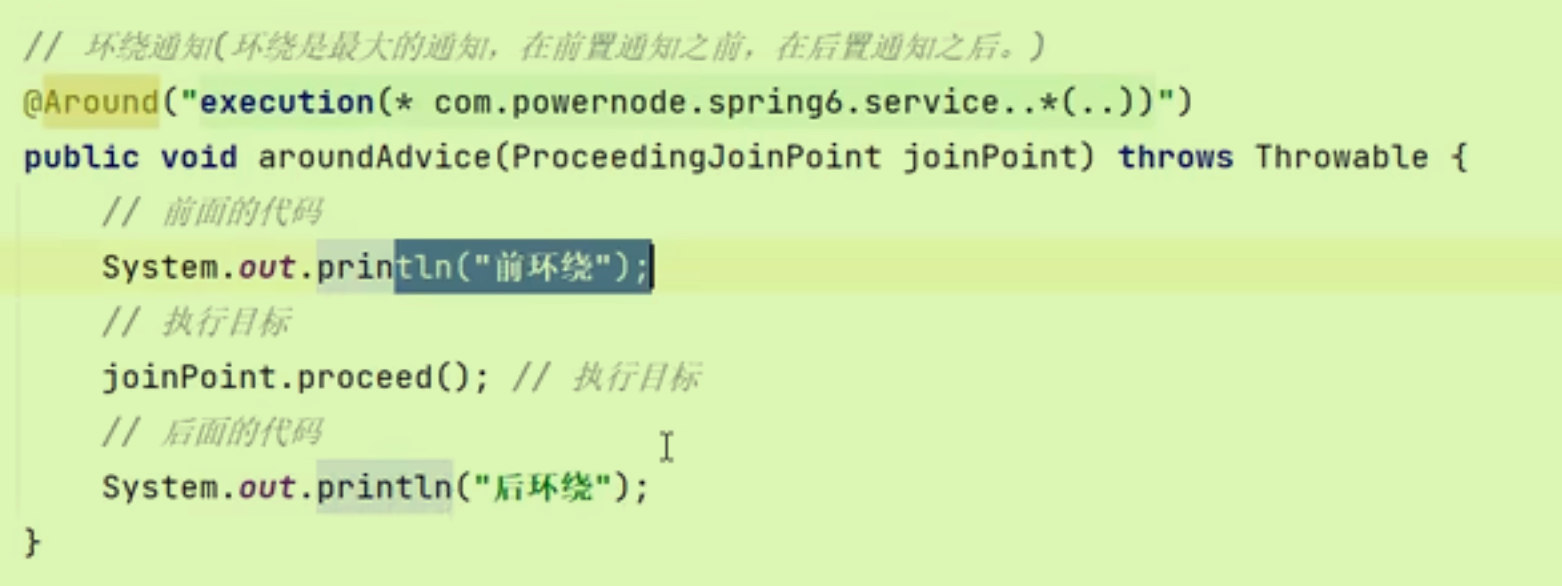 // 环绕通知(环绕是最大的通知，在前置通知之前，在后置通知之后。)
@Around("execution(* com.powernode.spring6.service..*(..))")
public void aroundAdvice(ProceedingJoinPoint joinPoint) throws Throwable {
// 前面的代码
System.out.println("前环绕");
// 执行目标
joinPoint.proceed(); // 执行目标
// 后面的代码
System.out.println("后环绕");
}